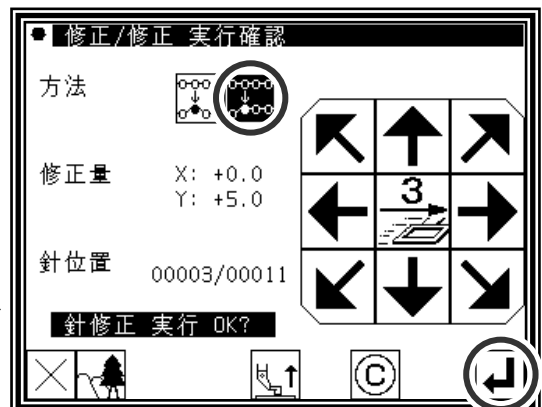 修正/修正 実行確認
方法
修正量 X: +0.0
Y: +5.0
3
針位置 00003/00011
針修正 実行 OK?
C